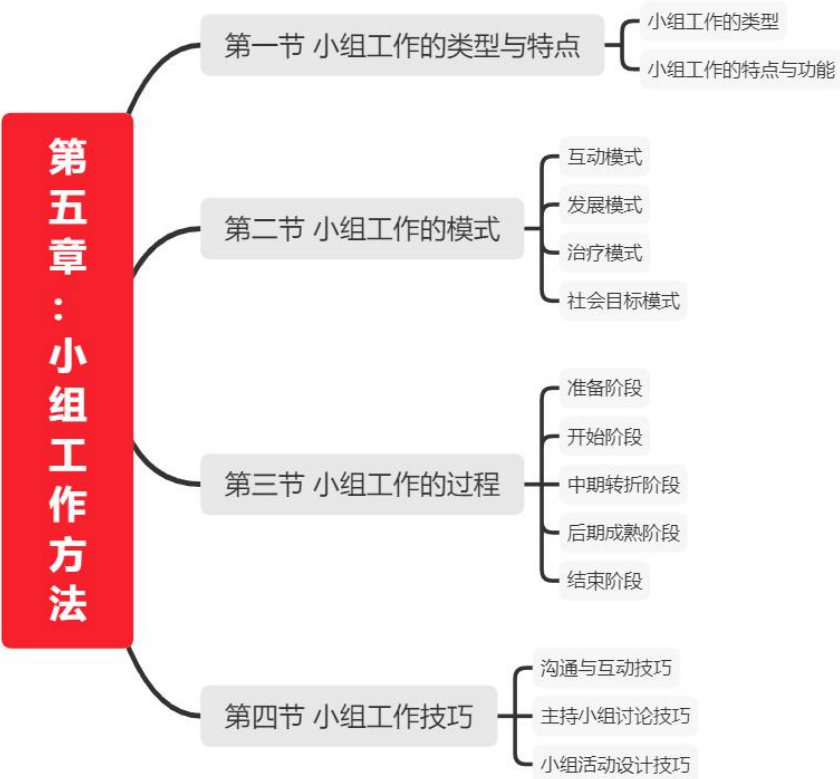 第五章：小组工作方法
第一节 小组工作的类型与特点
小组工作的类型
小组工作的特点与功能
第二节 小组工作的模式
互动模式
发展模式
治疗模式
社会目标模式
第三节 小组工作的过程
准备阶段
开始阶段
中期转折阶段
后期成熟阶段
结束阶段
第四节 小组工作技巧
沟通与互动技巧
主持小组讨论技巧
小组活动设计技巧